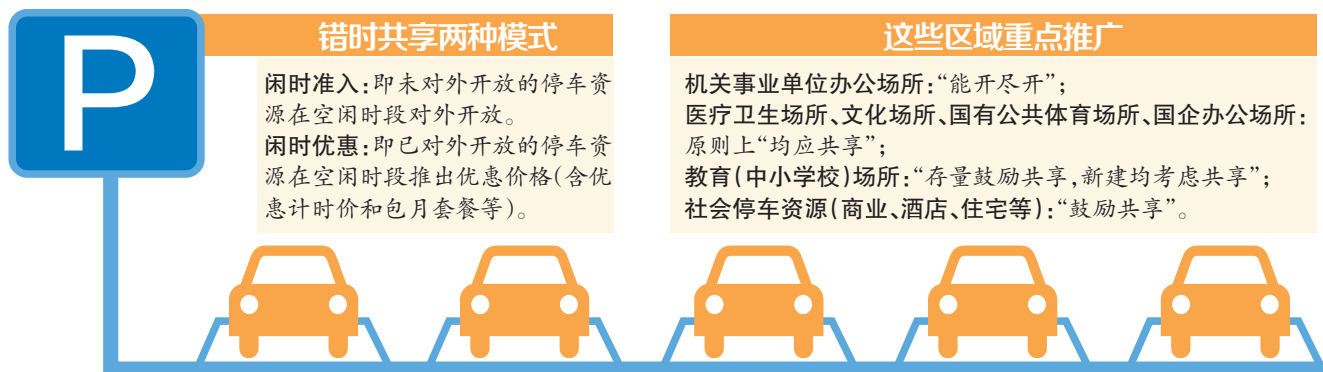 P
错时共享两种模式
闲时准入：即未对外开放的停车资
源在空闲时段对外开放。
闲时优惠：即已对外开放的停车资
源在空闲时段推出优惠价格(含优
惠计时价和包月套餐等)。
这些区域重点推广
机关事业单位办公场所：“能开尽开”；
医疗卫生场所、文化场所、国有公共体育场所、国企办公场所：
原则上“均应共享”；
教育(中小学校)场所：“存量鼓励共享，新建均考虑共享”；
社会停车资源(商业、酒店、住宅等)：“鼓励共享”。